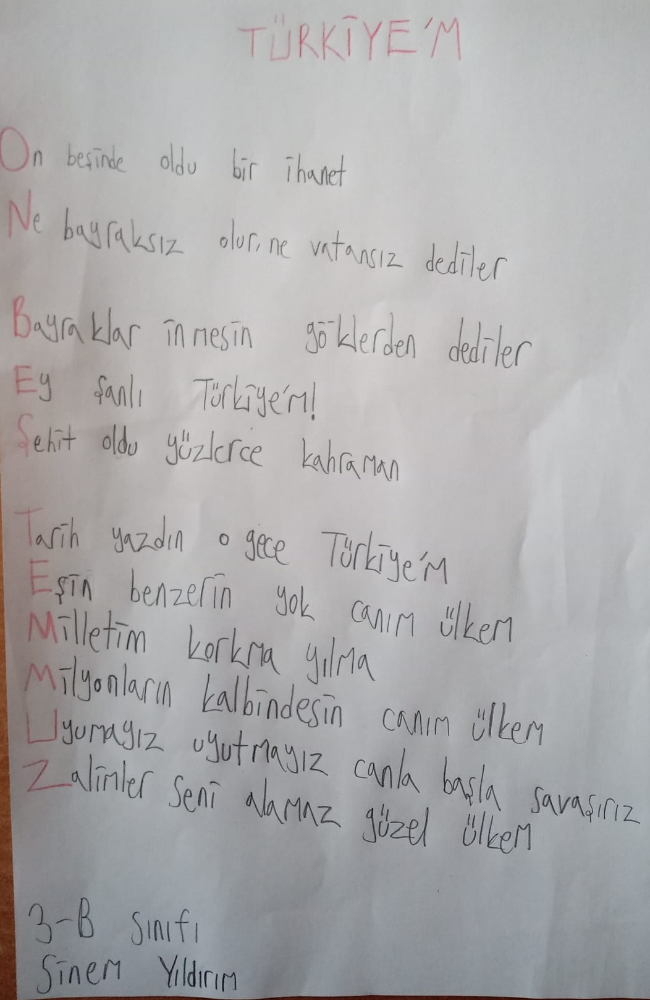 TÜRKİYE'M
On beşinde oldu bir ihanet
Ne bayraksız olur, ne vatansız dediler
Bayraklar inmesin göklerden dediler
Ey şanlı Türkiye'm!
Şehit oldu yüzlerce kahraman
Tarih yazdın o gece Türkiye'm
Eşin benzerin yok canım ülkem
Milletim korkma yılma
Milyonların kalbindesin canım ülkem
Uyumayız uyutmayız canla başla savaşırız
Zalimler seni alamaz güzel ülkem
3-B Sınıfı
Sinem Yıldırım